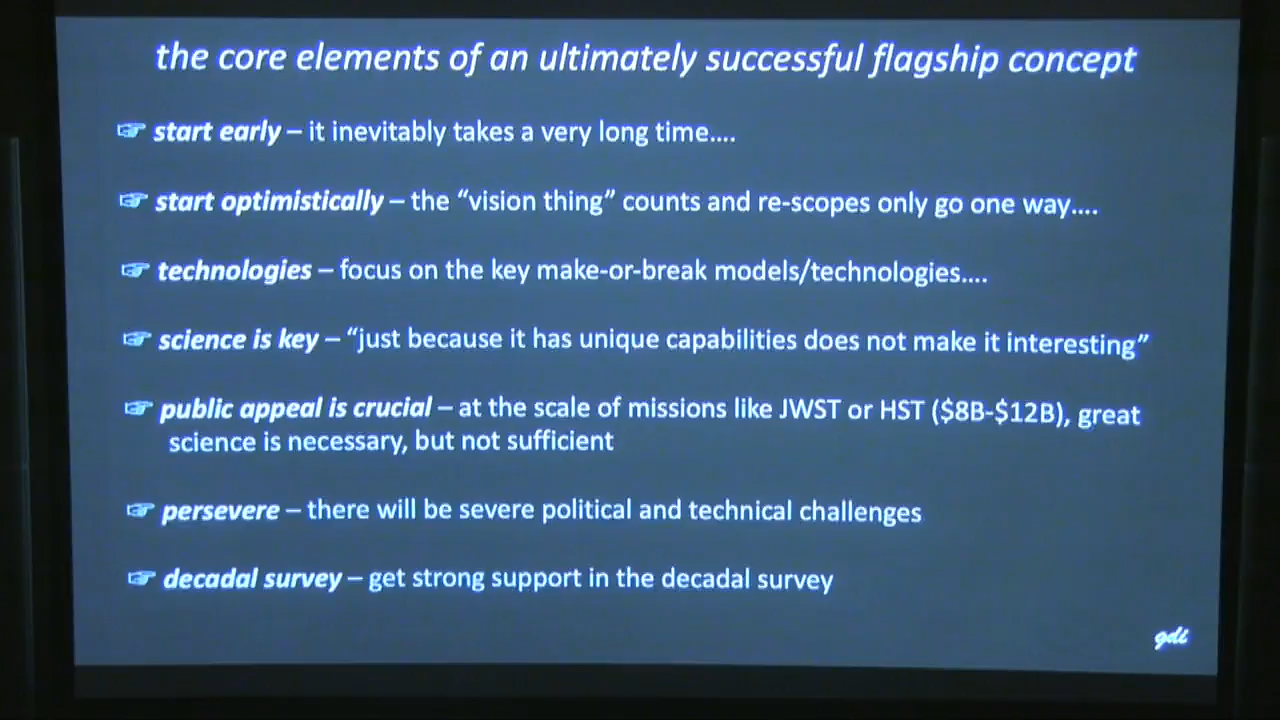 the core elements of an ultimately successful flagship concept
☞ start early – it inevitably takes a very long time....
☞ start optimistically – the “vision thing” counts and re-scopes only go one way....
☞ technologies – focus on the key make-or-break models/technologies....
☞ science is key – “just because it has unique capabilities does not make it interesting”
☞ public appeal is crucial – at the scale of missions like JWST or HST ($8B-$12B), great
science is necessary, but not sufficient
☞ persevere – there will be severe political and technical challenges
☞ decadal survey – get strong support in the decadal survey
gdi